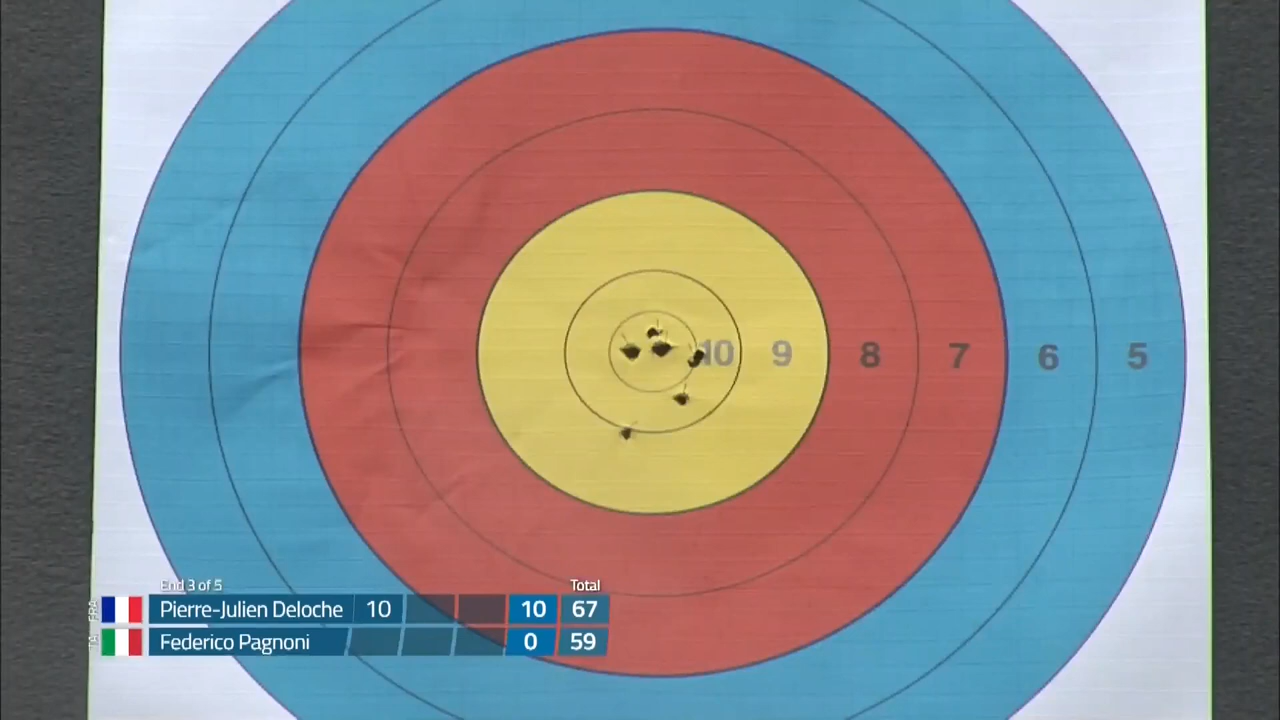 10 9 8 7 6 5
End 3 of 5 Total
FRA Pierre-Julien Deloche 10 10 67
Federico Pagnoni 0 59